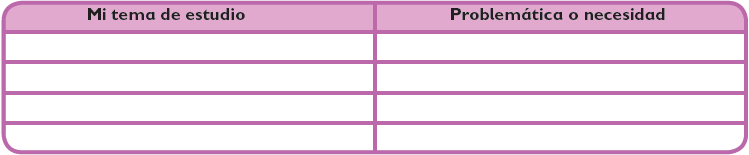 Mi tema de estudio
Problemática o necesidad